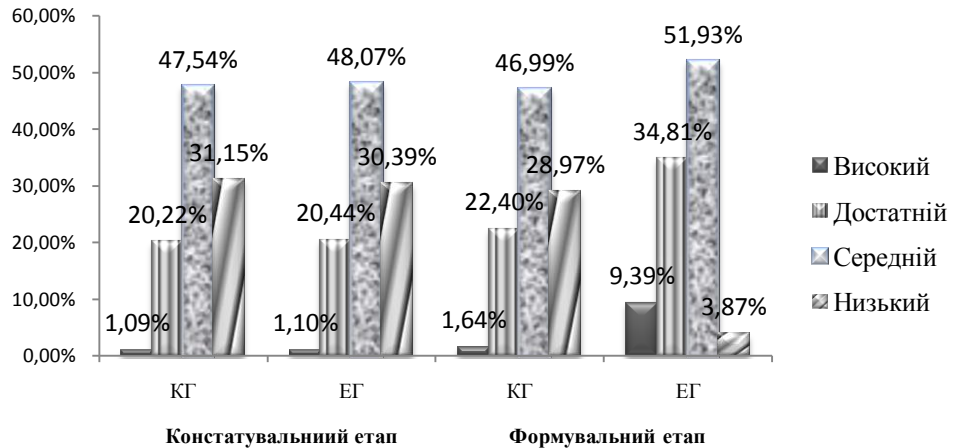 60,00%
50,00%
40,00%
30,00%
20,00%
10,00%
0,00%
1,09%
20,22%
47,54%
31,15%
1,10%
20,44%
48,07%
30,39%
1,64%
22,40%
46,99%
28,97%
9,39%
34,81%
51,93%
3,87%
КГ
ЕГ
КГ
ЕГ
Констатувальниий етап
Формувальний етап
Високий
Достатній
Середній
Низький